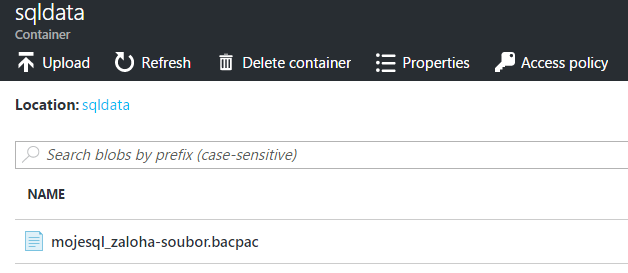 sqldata
Container
Upload Refresh Delete container Properties Access policy
Location: sqldata
Search blobs by prefix (case-sensitive)
NAME
mojesql_zaloha-soubor.bacpac